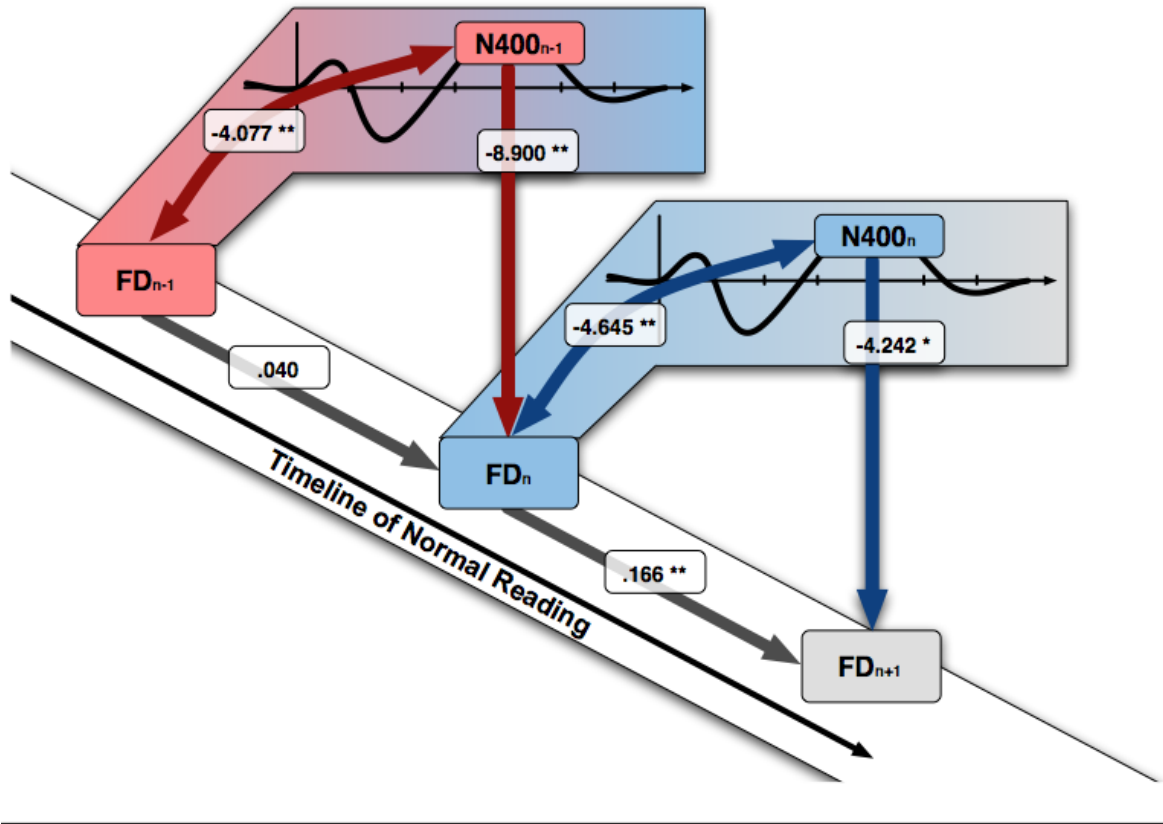 N400n-1
-4.077 **
-8.900 **
N400n
FDn-1
-4.645 **
-4.242 *
.040
FDn
Timeline of Normal Reading
.166 **
FDn+1